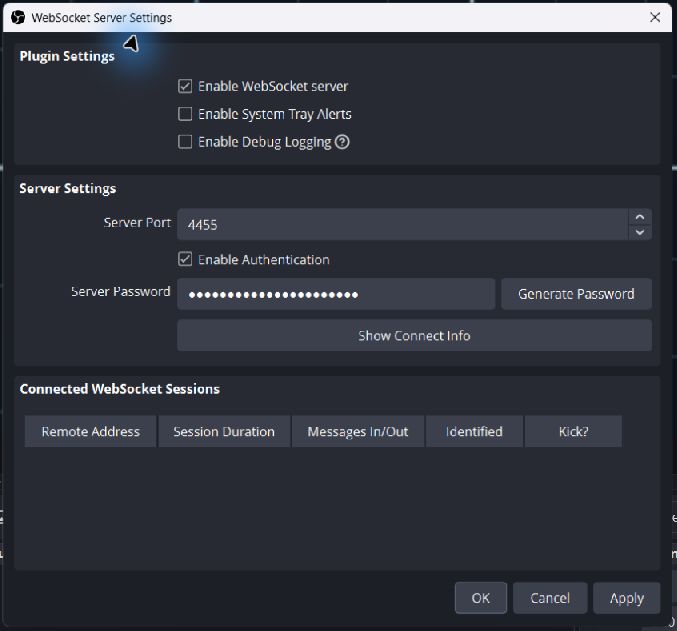 WebSocket Server Settings
Plugin Settings
Enable WebSocket server
Enable System Tray Alerts
Enable Debug Logging
Server Settings
Server Port 4455
Enable Authentication
Server Password ●●●●●●●●●●●●●●●●●●●●●● Generate Password
Show Connect Info
Connected WebSocket Sessions
Remote Address Session Duration Messages In/Out Identified Kick?
OK Cancel Apply